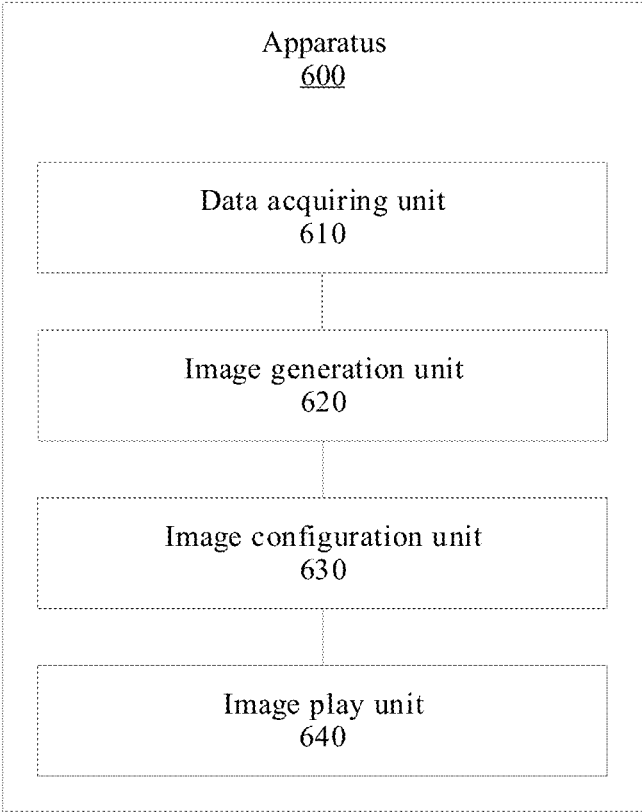 Apparatus
600
Data acquiring unit
610
Image generation unit
620
Image configuration unit
630
Image play unit
640